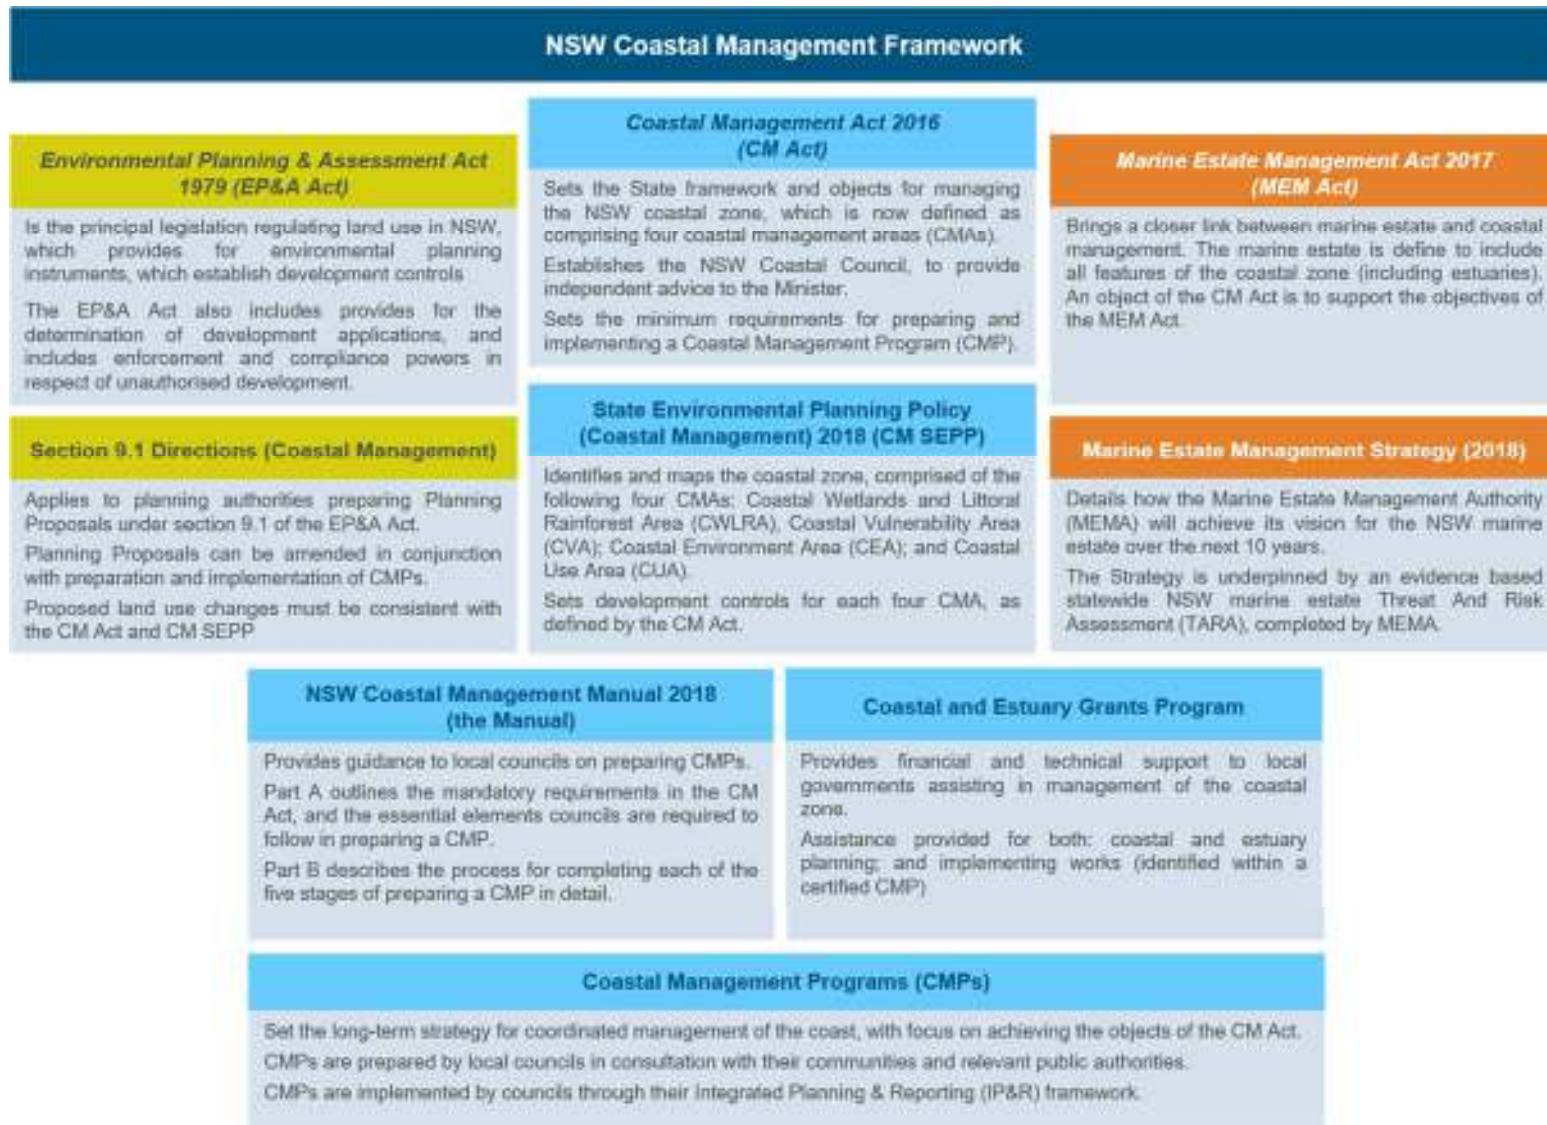 NSW Coastal Management Framework
Environmental Planning & Assessment Act
1979 (EP&A Act)
Is the principal legislation regulating land use in NSW,
which provides for environmental planning
instruments, which establish development controls
The EP&A Act also includes provides for the
determination of development applications, and
includes enforcement and compliance powers in
respect of unauthorised development.
Coastal Management Act 2016
(CM Act)
Sets the State framework and objects for managing
the NSW coastal zone, which is now defined as
comprising four coastal management areas (CMAs).
Establishes the NSW Coastal Council, to provide
independent advice to the Minister.
Sets the minimum requirements for preparing and
implementing a Coastal Management Program (CMP).
Marine Estate Management Act 2017
(MEM Act)
Brings a closer link between marine estate and coastal
management. The marine estate is define to include
all features of the coastal zone (including estuaries).
An object of the CM Act is to support the objectives of
the MEM Act.
Section 9.1 Directions (Coastal Management)
Applies to planning authorities preparing Planning
Proposals under section 9.1 of the EP&A Act.
Planning Proposals can be amended in conjunction
with preparation and implementation of CMPs.
Proposed land use changes must be consistent with
the CM Act and CM SEPP
State Environmental Planning Policy
(Coastal Management) 2018 (CM SEPP)
Identifies and maps the coastal zone, comprised of the
following four CMAs: Coastal Wetlands and Littoral
Rainforest Area (CWLRA), Coastal Vulnerability Area
(CVA); Coastal Environment Area (CEA); and Coastal
Use Area (CUA).
Sets development controls for each four CMA, as
defined by the CM Act.
Marine Estate Management Strategy (2018)
Details how the Marine Estate Management Authority
(MEMA) will achieve its vision for the NSW marine
estate over the next 10 years.
The Strategy is underpinned by an evidence based
statewide NSW marine estate Threat And Risk
Assessment (TARA), completed by MEMA.
NSW Coastal Management Manual 2018
(the Manual)
Provides guidance to local councils on preparing CMPs.
Part A outlines the mandatory requirements in the CM
Act, and the essential elements councils are required to
follow in preparing a CMP.
Part B describes the process for completing each of the
five stages of preparing a CMP in detail.
Coastal and Estuary Grants Program
Provides financial and technical support to local
governments assisting in management of the coastal
zone.
Assistance provided for both: coastal and estuary
planning; and implementing works (identified within a
certified CMP)
Coastal Management Programs (CMPs)
Set the long-term strategy for coordinated management of the coast, with focus on achieving the objects of the CM Act.
CMPs are prepared by local councils in consultation with their communities and relevant public authorities.
CMPs are implemented by councils through their Integrated Planning & Reporting (IP&R) framework.